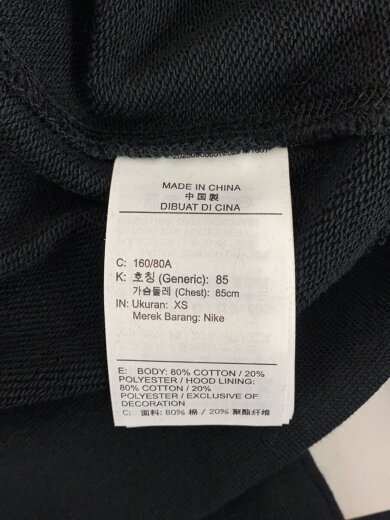 MADE IN CHINA
中国製
DIBUAT DI CINA
C: 160/80A
K: 호칭 (Generic): 85
가슴둘레 (Chest): 85cm
IN: Ukuran: XS
Merek Barang: Nike
E: BODY: 80% COTTON / 20%
POLYESTER / HOOD LINING:
80% COTTON / 20%
POLYESTER / EXCLUSIVE OF
DECORATION
C: 面料: 80% 棉 / 20% 聚酯纤维